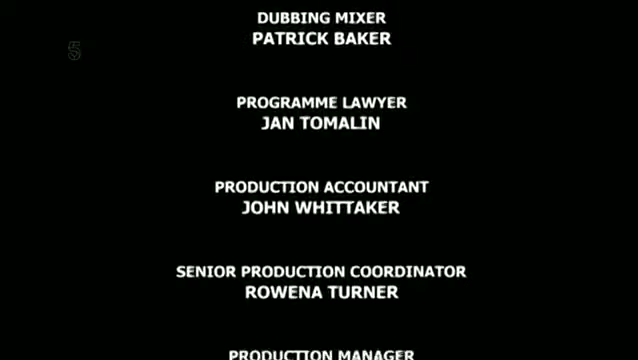 DUBBING MIXER
PATRICK BAKER
5
PROGRAMME LAWYER
JAN TOMALIN
PRODUCTION ACCOUNTANT
JOHN WHITTAKER
SENIOR PRODUCTION COORDINATOR
ROWENA TURNER
PRODUCTION MANAGER